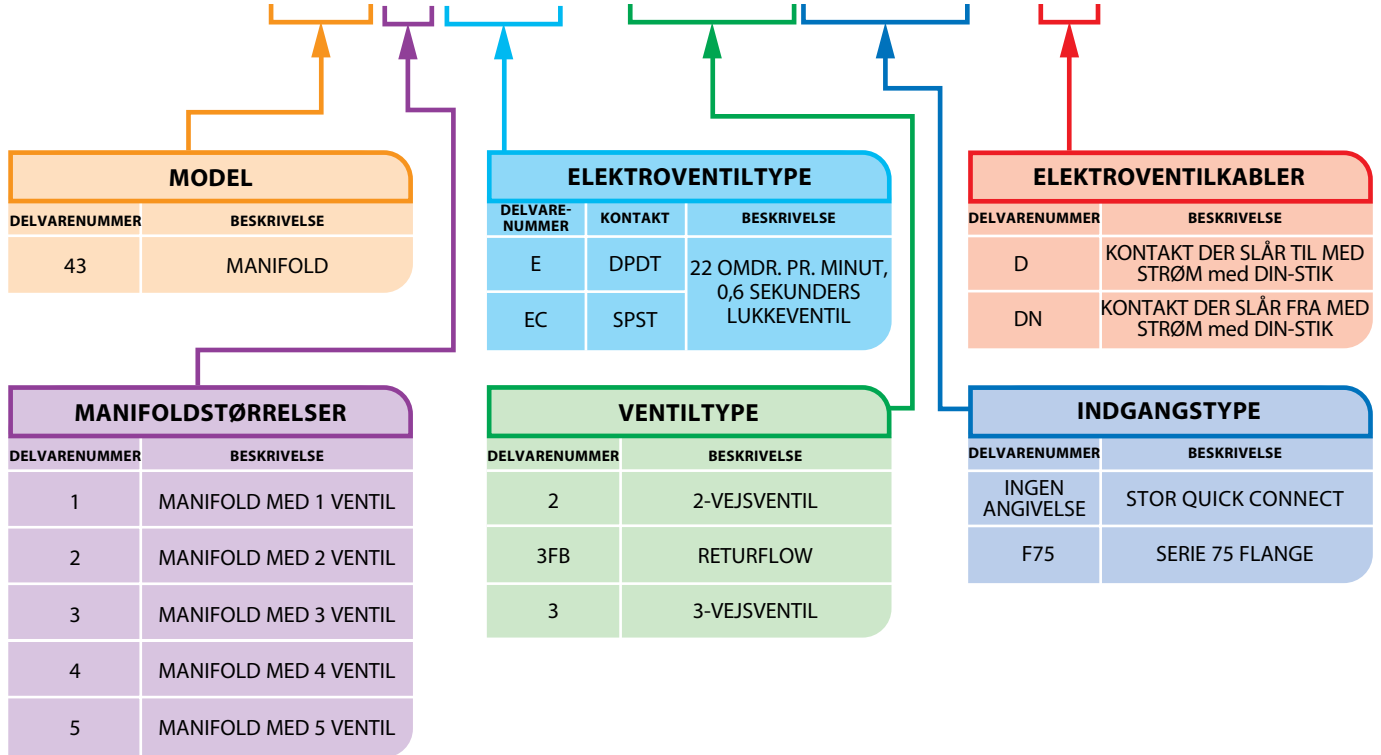 MODEL
DELVARENUMMER BESKRIVELSE
43 MANIFOLD
ELEKTROVENTILTYPE
DELVARE-
NUMMER KONTAKT BESKRIVELSE
E DPDT
EC SPST
22 OMDR. PR. MINUT,
0,6 SEKUNDERS
LUKKEVENTIL
ELEKTROVENTILKABLER
DELVARENUMMER BESKRIVELSE
D KONTAKT DER SLÅR TIL MED
STRØM med DIN-STIK
DN KONTAKT DER SLÅR FRA MED
STRØM med DIN-STIK
MANIFOLDSTØRRELSER
DELVARENUMMER BESKRIVELSE
1 MANIFOLD MED 1 VENTIL
2 MANIFOLD MED 2 VENTIL
3 MANIFOLD MED 3 VENTIL
4 MANIFOLD MED 4 VENTIL
5 MANIFOLD MED 5 VENTIL
VENTILTYPE
DELVARENUMMER BESKRIVELSE
2 2-VEJSVENTIL
3FB RETURFLOW
3 3-VEJSVENTIL
INDGANGSTYPE
DELVARENUMMER BESKRIVELSE
INGEN
ANGIVELSE STOR QUICK CONNECT
F75 SERIE 75 FLANGE